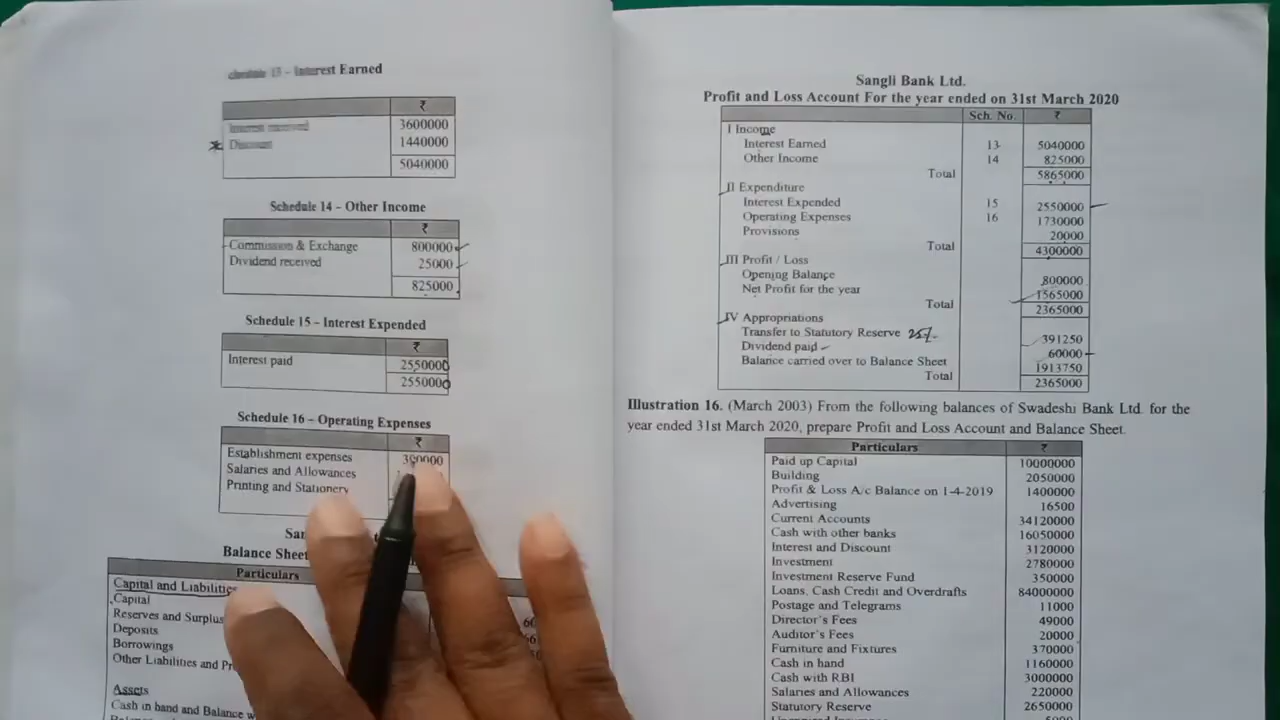 Interest Earned
₹
Interest received 3600000
Discount 1440000
5040000
Schedule 14 – Other Income
₹
Commission & Exchange 800000
Dividend received 25000
825000
Schedule 15 – Interest Expended
₹
Interest paid 2550000
2550000
Schedule 16 – Operating Expenses
₹
Establishment expenses
Salaries and Allowances
Printing and Stationery
Balance Sheet
Particulars
Capital and Liabilities
Capital
Reserves and Surplus
Deposits
Borrowings
Other Liabilities and
Assets
Cash in hand and Balance
Sangli Bank Ltd.
Profit and Loss Account For the year ended on 31st March 2020
Sch. No. ₹
I Income
Interest Earned 13 5040000
Other Income 14 825000
Total 5865000
II Expenditure
Interest Expended 15 2550000
Operating Expenses 16 1730000
Provisions 20000
Total 4300000
III Profit / Loss
Opening Balance 800000
Net Profit for the year 1565000
Total 2365000
IV Appropriations
Transfer to Statutory Reserve 25% 391250
Dividend paid 60000
Balance carried over to Balance Sheet 1913750
Total 2365000
Illustration 16. (March 2003) From the following balances of Swadeshi Bank Ltd. for the
year ended 31st March 2020, prepare Profit and Loss Account and Balance Sheet.
Particulars ₹
Paid up Capital 10000000
Building 2050000
Profit & Loss A/c Balance on 1-4-2019 1400000
Advertising 16500
Current Accounts 34120000
Cash with other banks 16050000
Interest and Discount 3120000
Investment 2780000
Investment Reserve Fund 350000
Loans, Cash Credit and Overdrafts 84000000
Postage and Telegrams 11000
Director's Fees 49000
Auditor's Fees 20000
Furniture and Fixtures 370000
Cash in hand 1160000
Cash with RBI 3000000
Salaries and Allowances 220000
Statutory Reserve 2650000